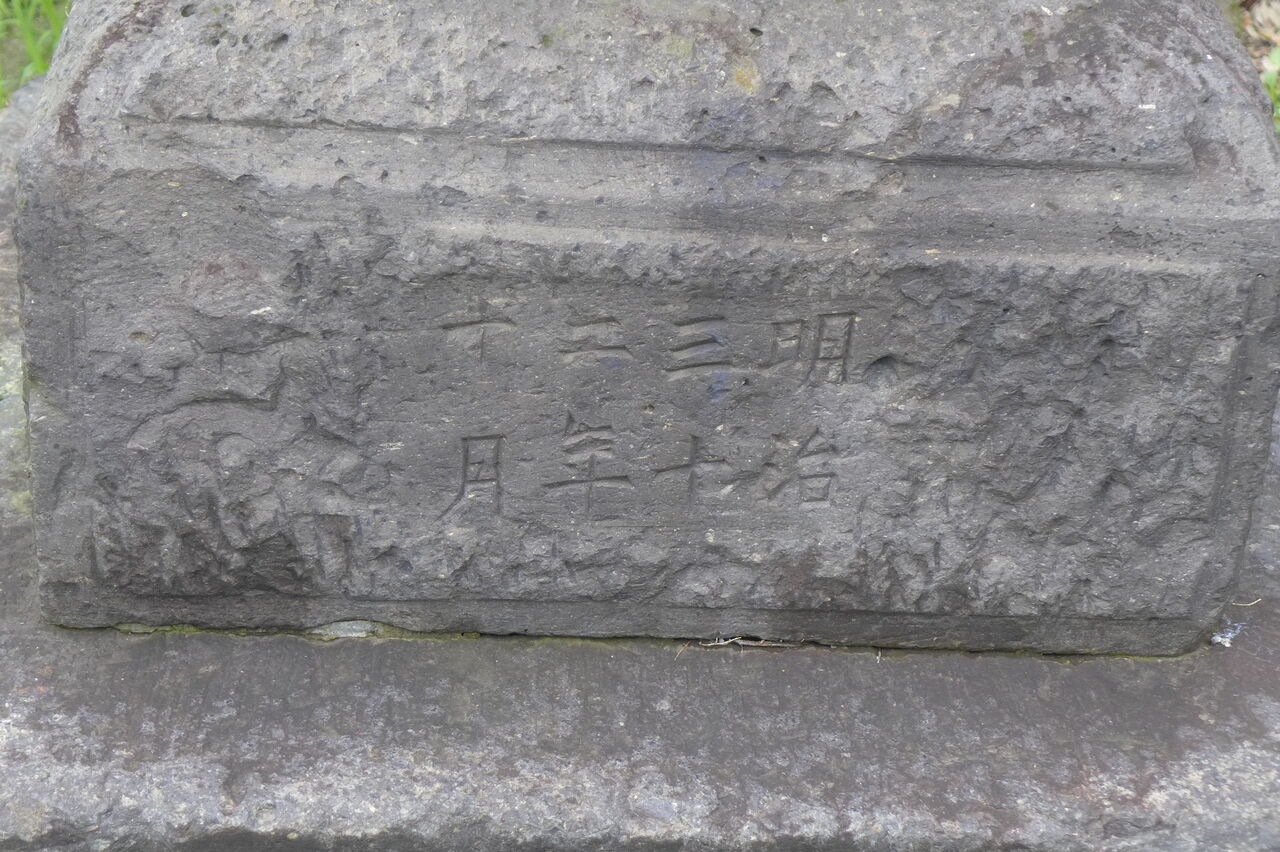 明治
三十
二年
十月